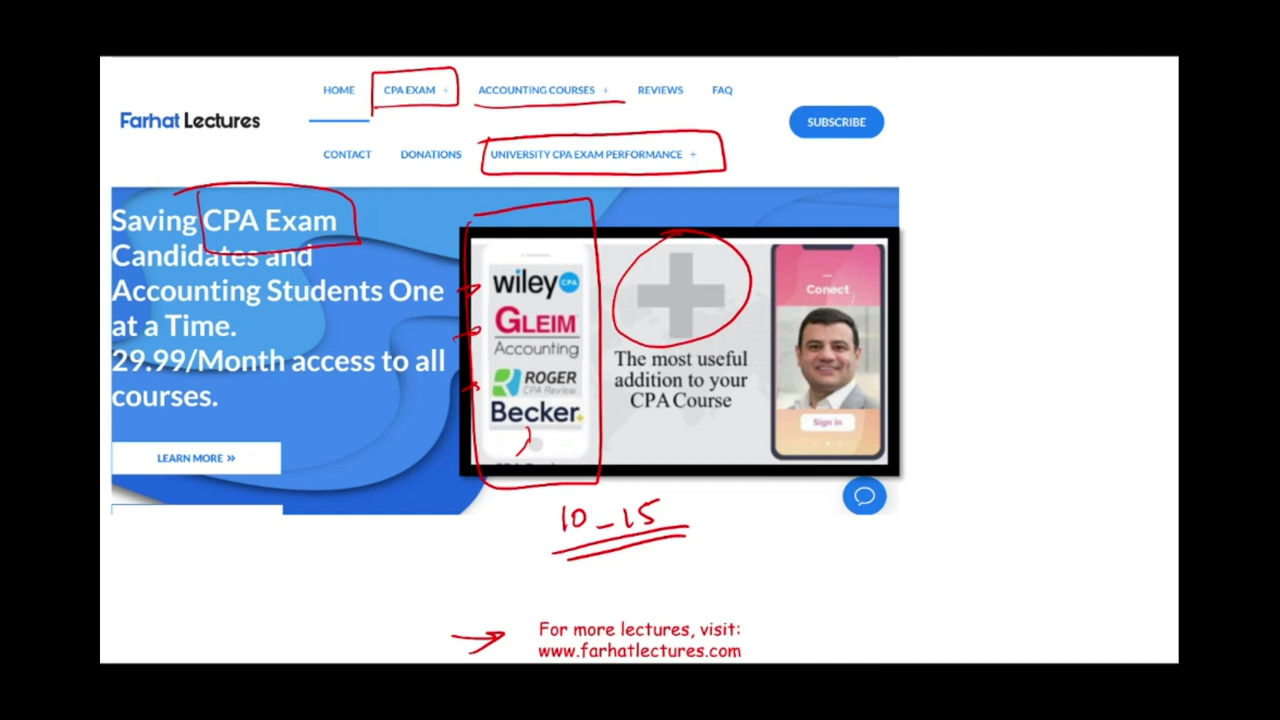 HOME CPA EXAM + ACCOUNTING COURSES + REVIEWS FAQ
Farhat Lectures
SUBSCRIBE
CONTACT DONATIONS UNIVERSITY CPA EXAM PERFORMANCE +
Saving CPA Exam
Candidates and
Accounting Students One
at a Time.
29.99/Month access to all
courses.
LEARN MORE »
wiley CPA
GLEIM
Accounting
ROGER
CPA Review
Becker
The most useful
addition to your
CPA Course
Conect
Sign in
10-15
For more lectures, visit:
www.farhatlectures.com